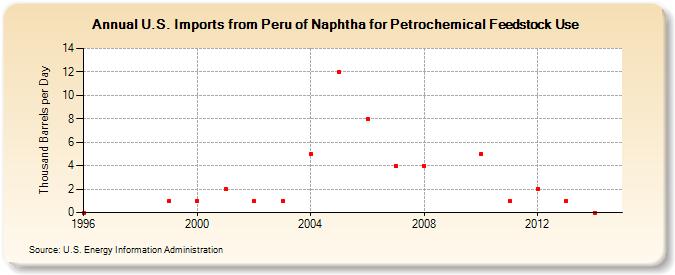 Annual U.S. Imports from Peru of Naphtha for Petrochemical Feedstock Use
Thousand Barrels per Day
14
12
10
8
6
4
2
0
1996 2000 2004 2008 2012
Source: U.S. Energy Information Administration